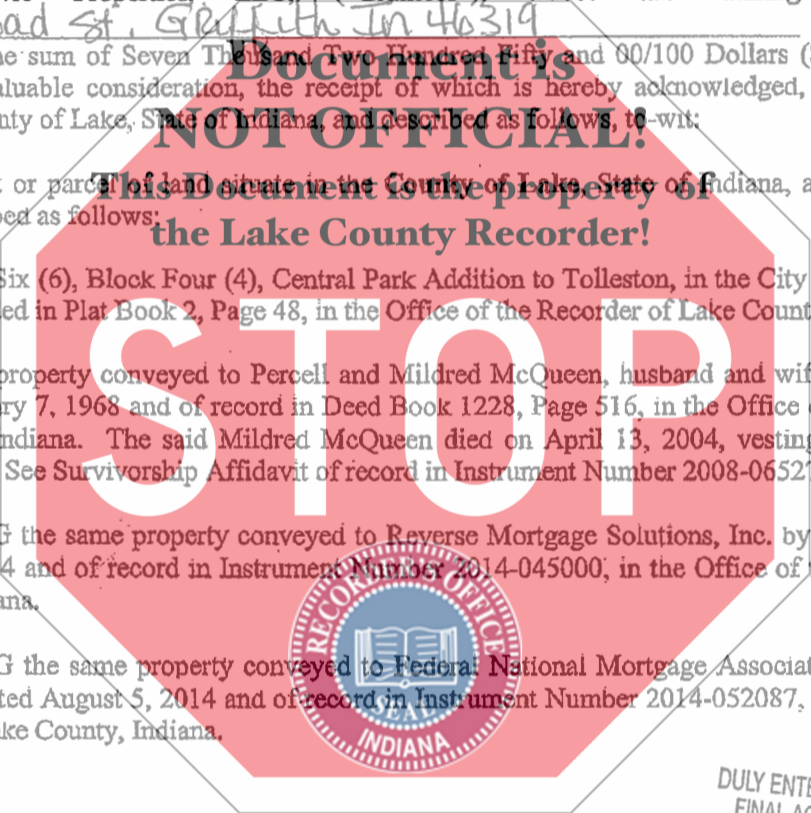 ad St, Griffith In 46319
he sum of Seven Thousand Two Hundred Fifty and 00/100 Dollars (
aluable consideration, the receipt of which is hereby acknowledged,
nty of Lake, State of Indiana, and described as follows, to-wit:
Document is
NOT OFFICIAL!
This Document is the property of
the Lake County Recorder!
t or parcel of land situate in the County of Lake, State of Indiana, a
bed as follows:
Six (6), Block Four (4), Central Park Addition to Tolleston, in the City
ed in Plat Book 2, Page 48, in the Office of the Recorder of Lake Count
STOP
property conveyed to Percell and Mildred McQueen, husband and wif
ry 7, 1968 and of record in Deed Book 1228, Page 516, in the Office
ndiana. The said Mildred McQueen died on April 13, 2004, vesting
See Survivorship Affidavit of record in Instrument Number 2008-06527
G the same property conveyed to Reverse Mortgage Solutions, Inc. by
4 and of record in Instrument Number 2014-045000, in the Office of
ana.
G the same property conveyed to Federal National Mortgage Associat
ted August 5, 2014 and of record in Instrument Number 2014-052087,
ke County, Indiana.
RECORDER'S OFFICE
SEAL
INDIANA
DULY ENTE
FINAL AC